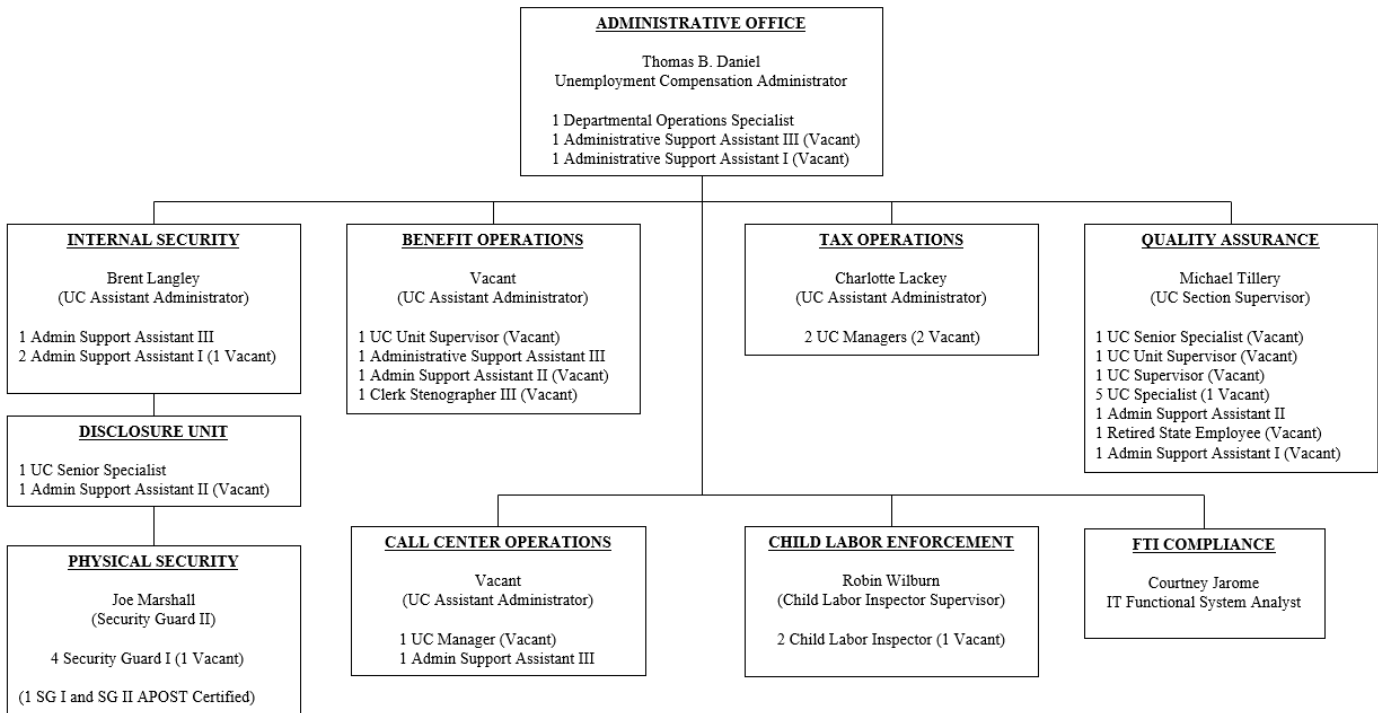 ADMINISTRATIVE OFFICE
Thomas B. Daniel
Unemployment Compensation Administrator
1 Departmental Operations Specialist
1 Administrative Support Assistant III (Vacant)
1 Administrative Support Assistant I (Vacant)
INTERNAL SECURITY
Brent Langley
(UC Assistant Administrator)
1 Admin Support Assistant III
2 Admin Support Assistant I (1 Vacant)
BENEFIT OPERATIONS
Vacant
(UC Assistant Administrator)
1 UC Unit Supervisor (Vacant)
1 Administrative Support Assistant III
1 Admin Support Assistant II (Vacant)
1 Clerk Stenographer III (Vacant)
TAX OPERATIONS
Charlotte Lackey
(UC Assistant Administrator)
2 UC Managers (2 Vacant)
QUALITY ASSURANCE
Michael Tillery
(UC Section Supervisor)
1 UC Senior Specialist (Vacant)
1 UC Unit Supervisor (Vacant)
1 UC Supervisor (Vacant)
5 UC Specialist (1 Vacant)
1 Admin Support Assistant II
1 Retired State Employee (Vacant)
1 Admin Support Assistant I (Vacant)
DISCLOSURE UNIT
1 UC Senior Specialist
1 Admin Support Assistant II (Vacant)
PHYSICAL SECURITY
Joe Marshall
(Security Guard II)
4 Security Guard I (1 Vacant)
(1 SG I and SG II APOST Certified)
CALL CENTER OPERATIONS
Vacant
(UC Assistant Administrator)
1 UC Manager (Vacant)
1 Admin Support Assistant III
CHILD LABOR ENFORCEMENT
Robin Wilburn
(Child Labor Inspector Supervisor)
2 Child Labor Inspector (1 Vacant)
FTI COMPLIANCE
Courtney Jarome
IT Functional System Analyst